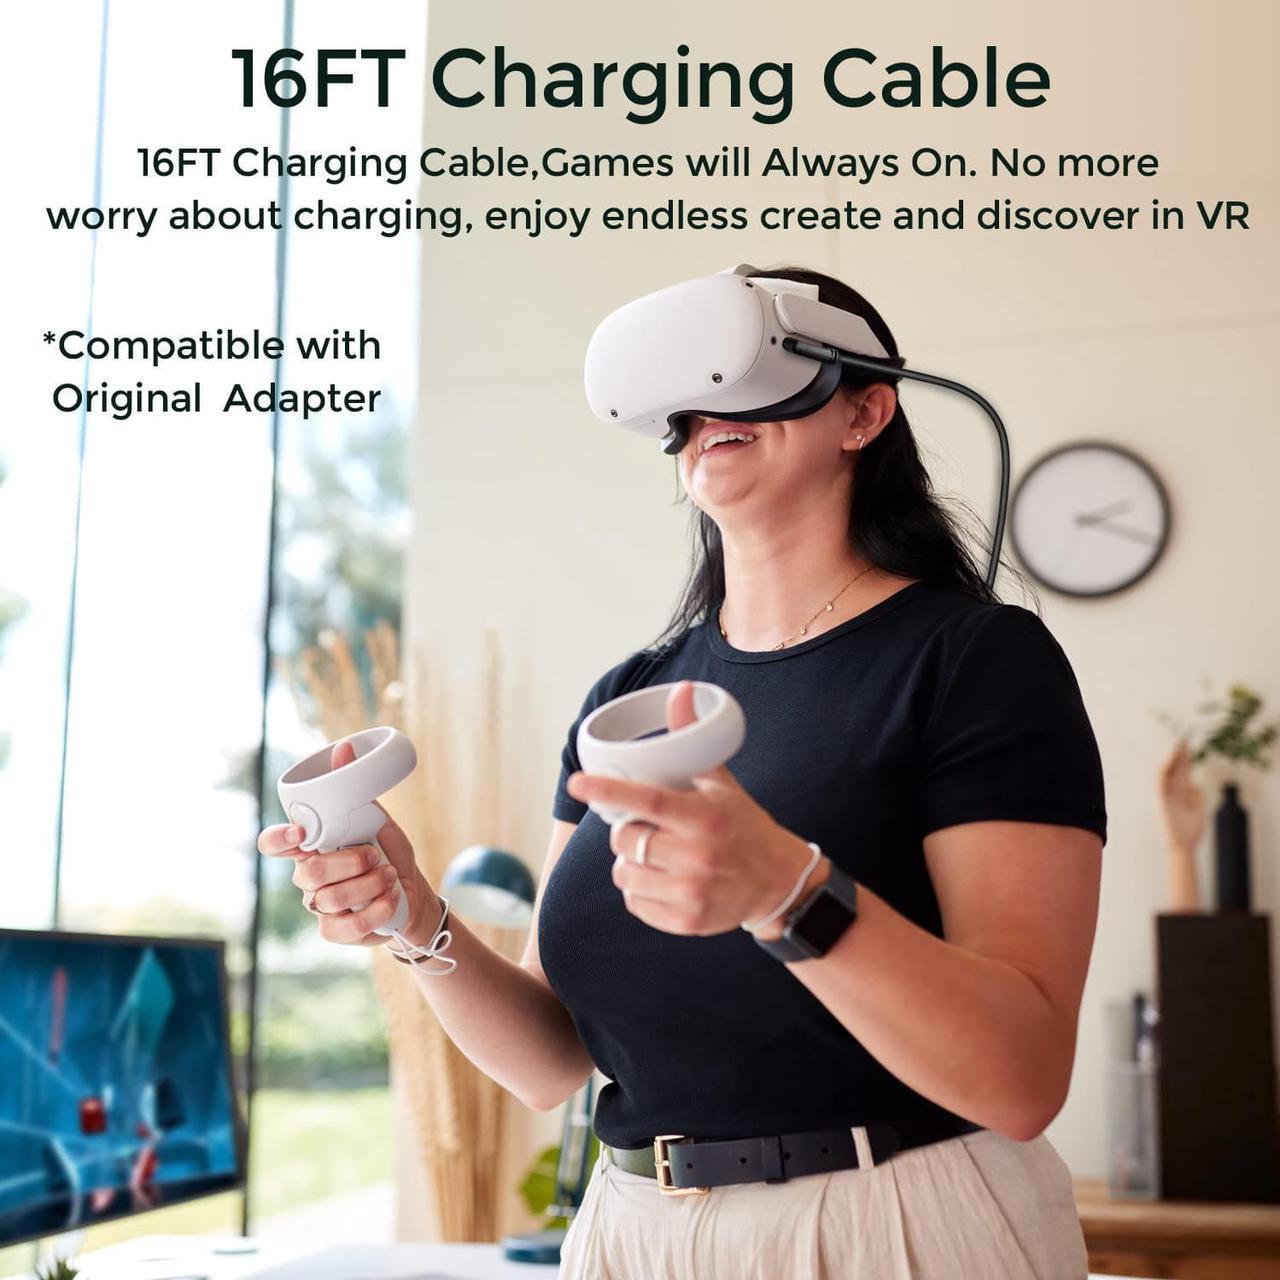 16FT Charging Cable
16FT Charging Cable,Games will Always On. No more
worry about charging, enjoy endless create and discover in VR
*Compatible with
Original Adapter